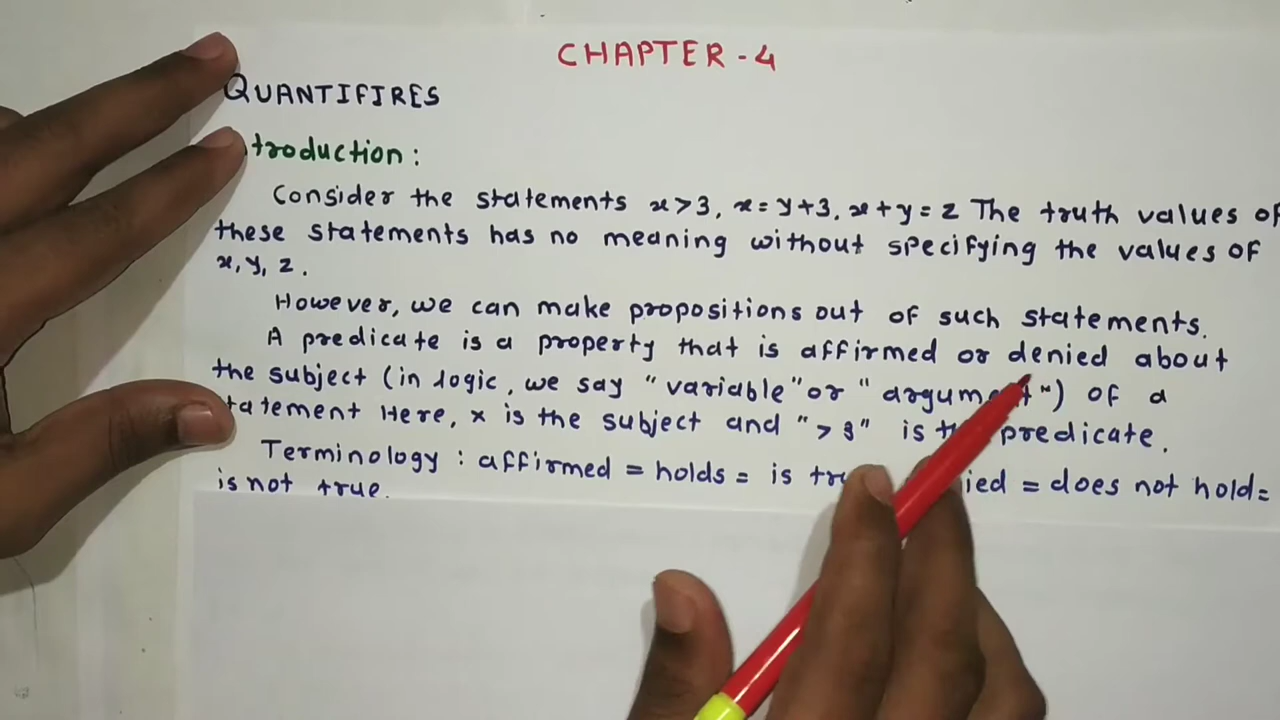 CHAPTER - 4
QUANTIFIRES
troduction :
Consider the statements x > 3, x = y + 3, x + y = z The truth values of
these statements has no meaning without specifying the values of
x, y, z .
However, we can make propositions out of such statements.
A predicate is a property that is affirmed or denied about
the subject (in logic, we say "variable" or "argument") of a
tatement Here, x is the subject and "> 3" is the predicate.
Terminology : affirmed = holds = is tru ied = does not hold =
is not true.